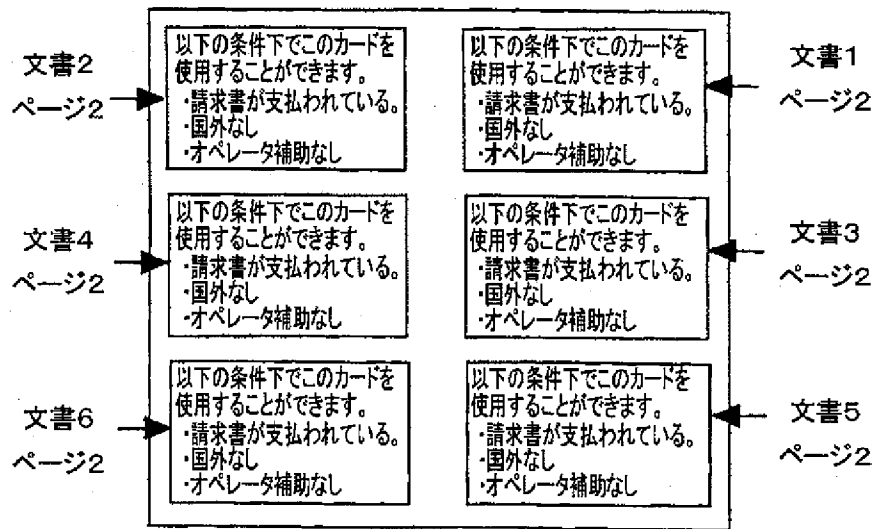 文書2
ページ2
以下の条件下でこのカードを
使用することができます。
・請求書が支払われている。
・国外なし
・オペレータ補助なし
以下の条件下でこのカードを
使用することができます。
・請求書が支払われている。
・国外なし
・オペレータ補助なし
文書1
ページ2
文書4
ページ2
以下の条件下でこのカードを
使用することができます。
・請求書が支払われている。
・国外なし
・オペレータ補助なし
以下の条件下でこのカードを
使用することができます。
・請求書が支払われている。
・国外なし
・オペレータ補助なし
文書3
ページ2
文書6
ページ2
以下の条件下でこのカードを
使用することができます。
・請求書が支払われている。
・国外なし
・オペレータ補助なし
以下の条件下でこのカードを
使用することができます。
・請求書が支払われている。
・国外なし
・オペレータ補助なし
文書5
ページ2